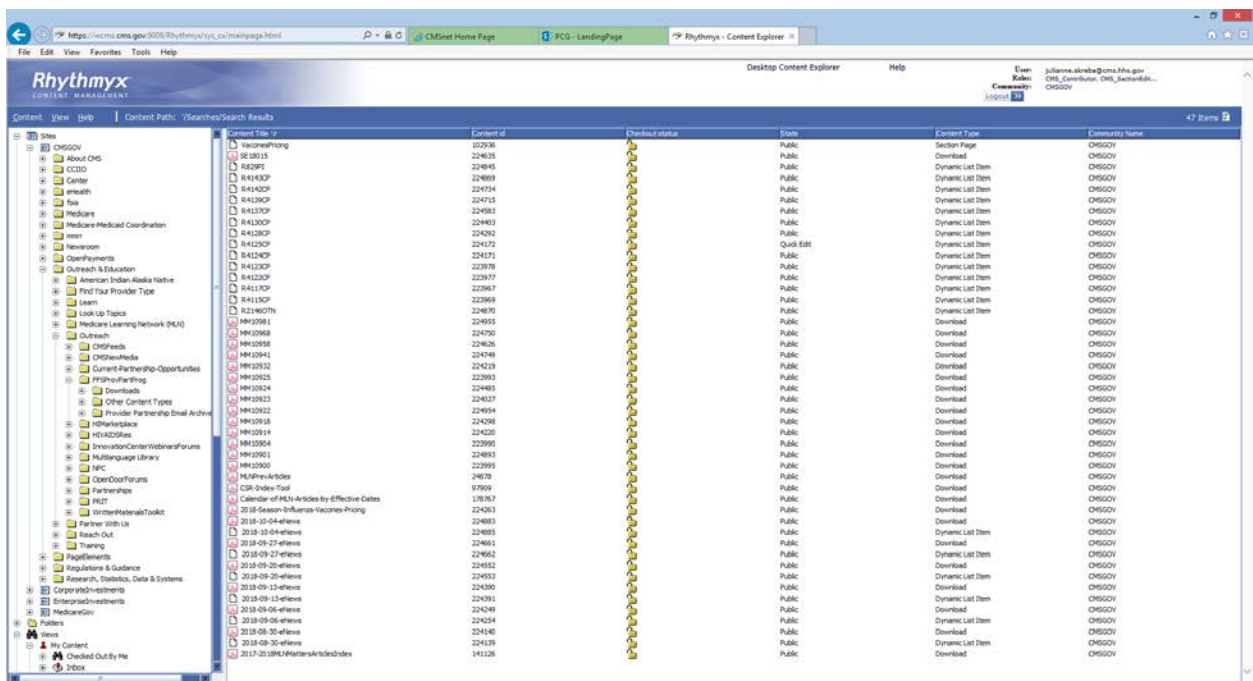 https://wcms.cms.gov:9009/Rhythmyx/sys_cx/mainpage.html
CMSnet Home Page
PCG - LandingPage
Rhythmyx - Content Explorer
File Edit View Favorites Tools Help
Rhythmyx
CONTENT MANAGEMENT
Desktop Content Explorer Help
User: julianne.skreba@cms.hhs.gov
Roles: CMS_Contributor, CMS_SectionEdit...
Community: CMSGOV
Logout
Content View Help Content Path: "/Searches/Search Results
47 Items
Sites
CMSGOV
About CMS
CCIIO
Center
eHealth
foia
Medicare
Medicare-Medicaid Coordination
mmrr
Newsroom
OpenPayments
Outreach & Education
American Indian Alaska Native
Find Your Provider Type
Learn
Look Up Topics
Medicare Learning Network (MLN)
Outreach
CMSFeeds
CMSNewMedia
Current-Partnership-Opportunities
FFSProvPartProg
Downloads
Other Content Types
Provider Partnership Email Archive
HIMarketplace
HIVAIDSRes
InnovationCenterWebinarsForums
Multilanguage Library
NPC
OpenDoorForums
Partnerships
PRIT
WrittenMaterialsToolkit
Partner With Us
Reach Out
Training
PageElements
Regulations & Guidance
Research, Statistics, Data & Systems
CorporateInvestments
EnterpriseInvestments
MedicareGov
Folders
Views
My Content
Checked Out By Me
Inbox
Content Title Content id Checkout status State Content Type Community Name
VaccinesPricing 102936 Public Section Page CMSGOV
SE18015 224635 Public Download CMSGOV
R829PI 224845 Public Dynamic List Item CMSGOV
R4143CP 224869 Public Dynamic List Item CMSGOV
R4142CP 224734 Public Dynamic List Item CMSGOV
R4139CP 224715 Public Dynamic List Item CMSGOV
R4137CP 224583 Public Dynamic List Item CMSGOV
R4130CP 224403 Public Dynamic List Item CMSGOV
R4128CP 224292 Public Dynamic List Item CMSGOV
R4125CP 224172 Quick Edit Dynamic List Item CMSGOV
R4124CP 224171 Public Dynamic List Item CMSGOV
R4123CP 223978 Public Dynamic List Item CMSGOV
R4122CP 223977 Public Dynamic List Item CMSGOV
R4117CP 223967 Public Dynamic List Item CMSGOV
R4115CP 223969 Public Dynamic List Item CMSGOV
R2146OTN 224870 Public Dynamic List Item CMSGOV
MM10981 224955 Public Download CMSGOV
MM10968 224750 Public Download CMSGOV
MM10958 224626 Public Download CMSGOV
MM10941 224749 Public Download CMSGOV
MM10932 224219 Public Download CMSGOV
MM10925 223993 Public Download CMSGOV
MM10924 224485 Public Download CMSGOV
MM10923 224027 Public Download CMSGOV
MM10922 224954 Public Download CMSGOV
MM10918 224298 Public Download CMSGOV
MM10914 224220 Public Download CMSGOV
MM10904 223990 Public Download CMSGOV
MM10901 224893 Public Download CMSGOV
MM10900 223995 Public Download CMSGOV
MLNPrevArticles 24878 Public Download CMSGOV
CSR-Index-Tool 97909 Public Download CMSGOV
Calendar-of-MLN-Articles-by-Effective-Dates 178767 Public Download CMSGOV
2018-Season-Influenza-Vaccines-Pricing 224263 Public Download CMSGOV
2018-10-04-eNews 224883 Public Download CMSGOV
2018-10-04-eNews 224885 Public Dynamic List Item CMSGOV
2018-09-27-eNews 224661 Public Download CMSGOV
2018-09-27-eNews 224662 Public Dynamic List Item CMSGOV
2018-09-20-eNews 224552 Public Download CMSGOV
2018-09-20-eNews 224553 Public Dynamic List Item CMSGOV
2018-09-13-eNews 224390 Public Download CMSGOV
2018-09-13-eNews 224391 Public Dynamic List Item CMSGOV
2018-09-06-eNews 224249 Public Download CMSGOV
2018-09-06-eNews 224254 Public Dynamic List Item CMSGOV
2018-08-30-eNews 224140 Public Download CMSGOV
2018-08-30-eNews 224139 Public Dynamic List Item CMSGOV
2017-2018MLNMattersArticlesIndex 141126 Public Download CMSGOV